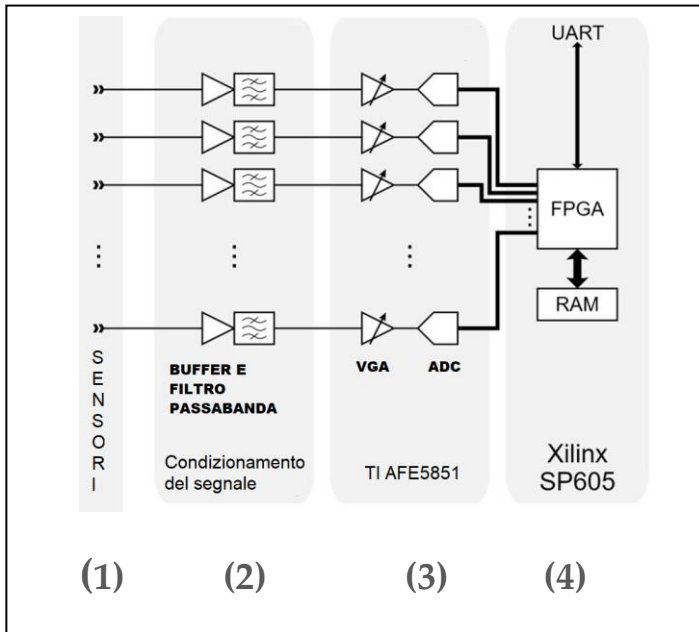 UART
FPGA
RAM
SENSORI
BUFFER E
FILTRO
PASSABANDA
VGA
ADC
Condizionamento
del segnale
TI AFE5851
Xilinx
SP605
(1)
(2)
(3)
(4)